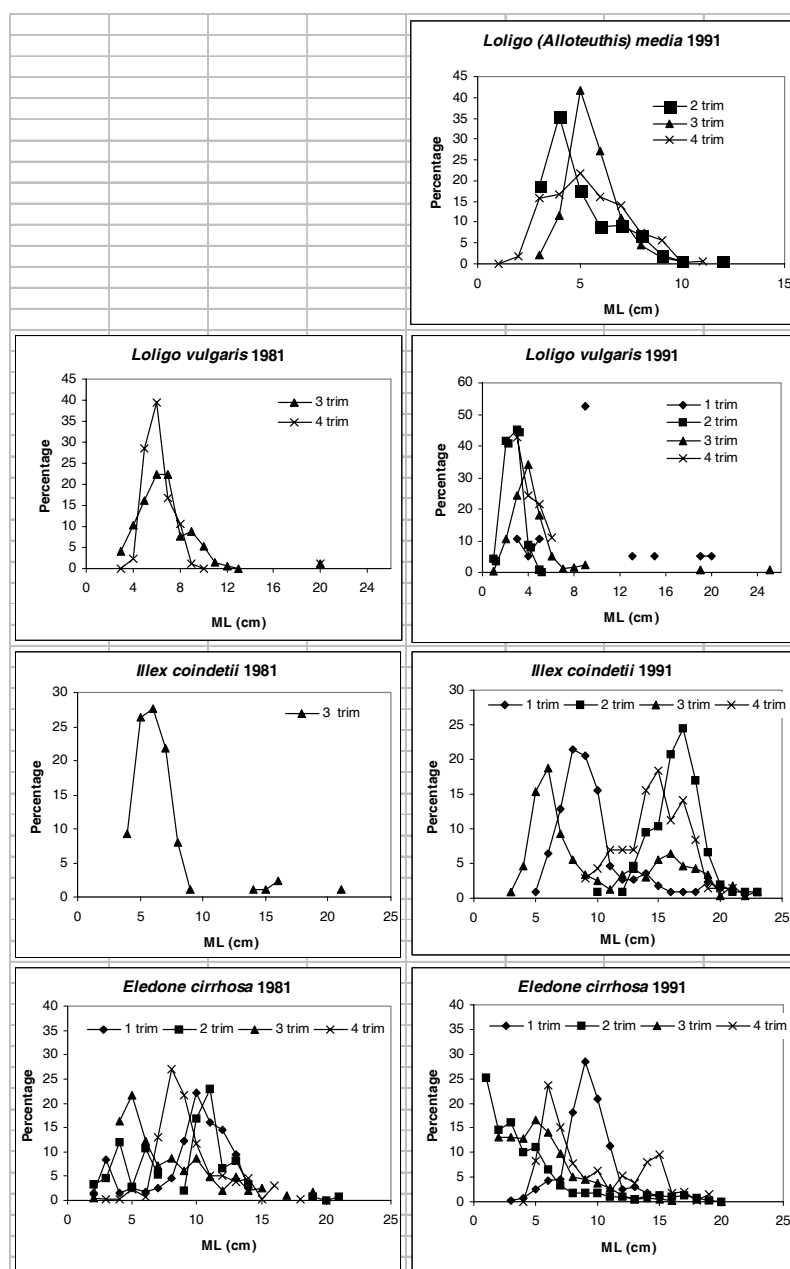 Loligo (Alloteuthis) media 1991
45
40
35
30
25
20
15
10
5
0
Percentage
2 trim
3 trim
4 trim
0 5 10 15
ML (cm)
Loligo vulgaris 1981
45
40
35
30
25
20
15
10
5
0
Percentage
3 trim
4 trim
0 4 8 12 16 20 24
ML (cm)
Loligo vulgaris 1991
60
50
40
30
20
10
0
Percentage
1 trim
2 trim
3 trim
4 trim
0 4 8 12 16 20 24
ML (cm)
Illex coindetii 1981
30
25
20
15
10
5
0
Percentage
3 trim
0 5 10 15 20 25
ML (cm)
Illex coindetii 1991
30
25
20
15
10
5
0
Percentage
1 trim 2 trim 3 trim 4 trim
0 5 10 15 20 25
ML (cm)
Eledone cirrhosa 1981
40
35
30
25
20
15
10
5
0
Percentage
1 trim 2 trim 3 trim 4 trim
0 5 10 15 20 25
ML (cm)
Eledone cirrhosa 1991
40
35
30
25
20
15
10
5
0
Percentage
1 trim 2 trim 3 trim 4 trim
0 5 10 15 20 25
ML (cm)